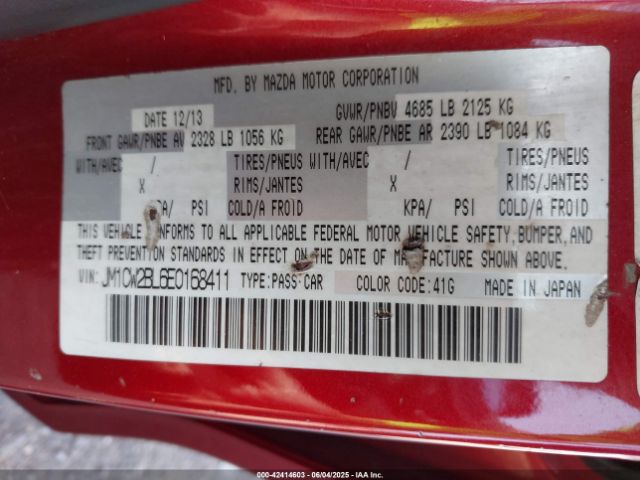 MFD. BY MAZDA MOTOR CORPORATION
DATE 12/13 GVWR/PNBV 4685 LB 2125 KG
FRONT GAWR/PNBE AV 2328 LB 1056 KG REAR GAWR/PNBE AR 2390 LB 1084 KG
WITH/AVEC / TIRES/PNEUS WITH/AVEC / TIRES/PNEUS
X RIMS/JANTES X RIMS/JANTES
PSI COLD/A FROID KPA/ PSI COLD/A FROID
THIS VEHICLE CONFORMS TO ALL APPLICABLE FEDERAL MOTOR VEHICLE SAFETY, BUMPER, AND
THEFT PREVENTION STANDARDS IN EFFECT ON THE DATE OF MANUFACTURE SHOWN ABOVE.
VIN: JM1CW2BL6E0168411 TYPE:PASS-CAR COLOR CODE:41G MADE IN JAPAN
000-42414603 - 06/04/2025 - IAAI.COM